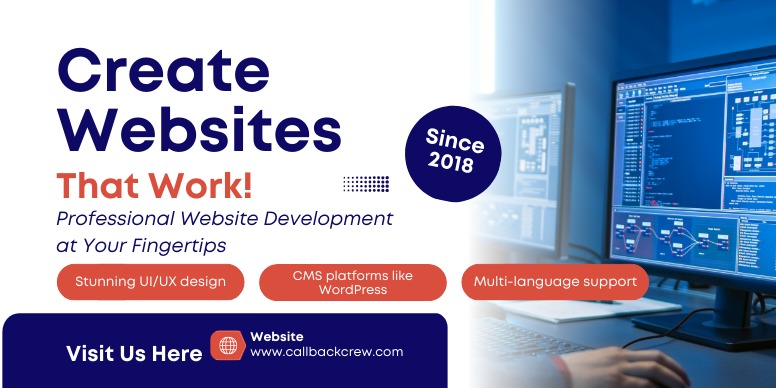 Create
Websites
That Work!
Since
2018
Professional Website Development
at Your Fingertips
Stunning UI/UX design
CMS platforms like
WordPress
Multi-language support
Visit Us Here
Website
www.callbackcrew.com